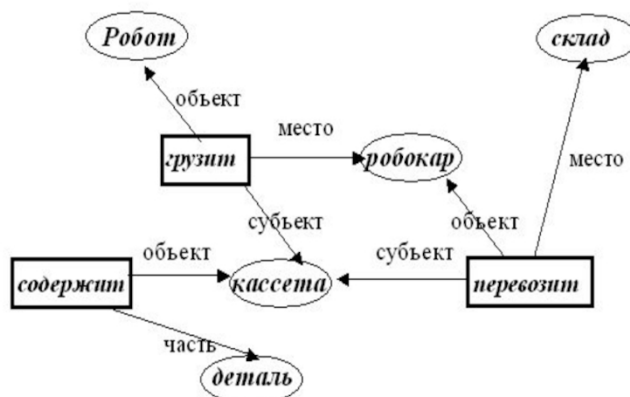 Робот
склад
объект
место
грузит
робокар
место
субъект
объект
объект
субъект
содержит
кассета
перевозит
часть
деталь